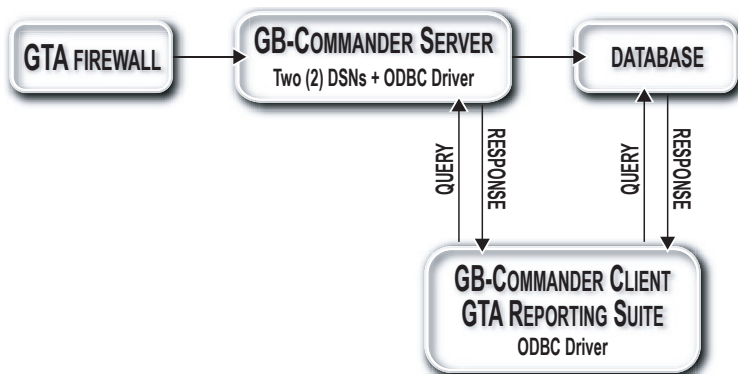 GTA FIREWALL
GB-COMMANDER SERVER
Two (2) DSNs + ODBC Driver
DATABASE
QUERY
RESPONSE
QUERY
RESPONSE
GB-COMMANDER CLIENT
GTA REPORTING SUITE
ODBC Driver